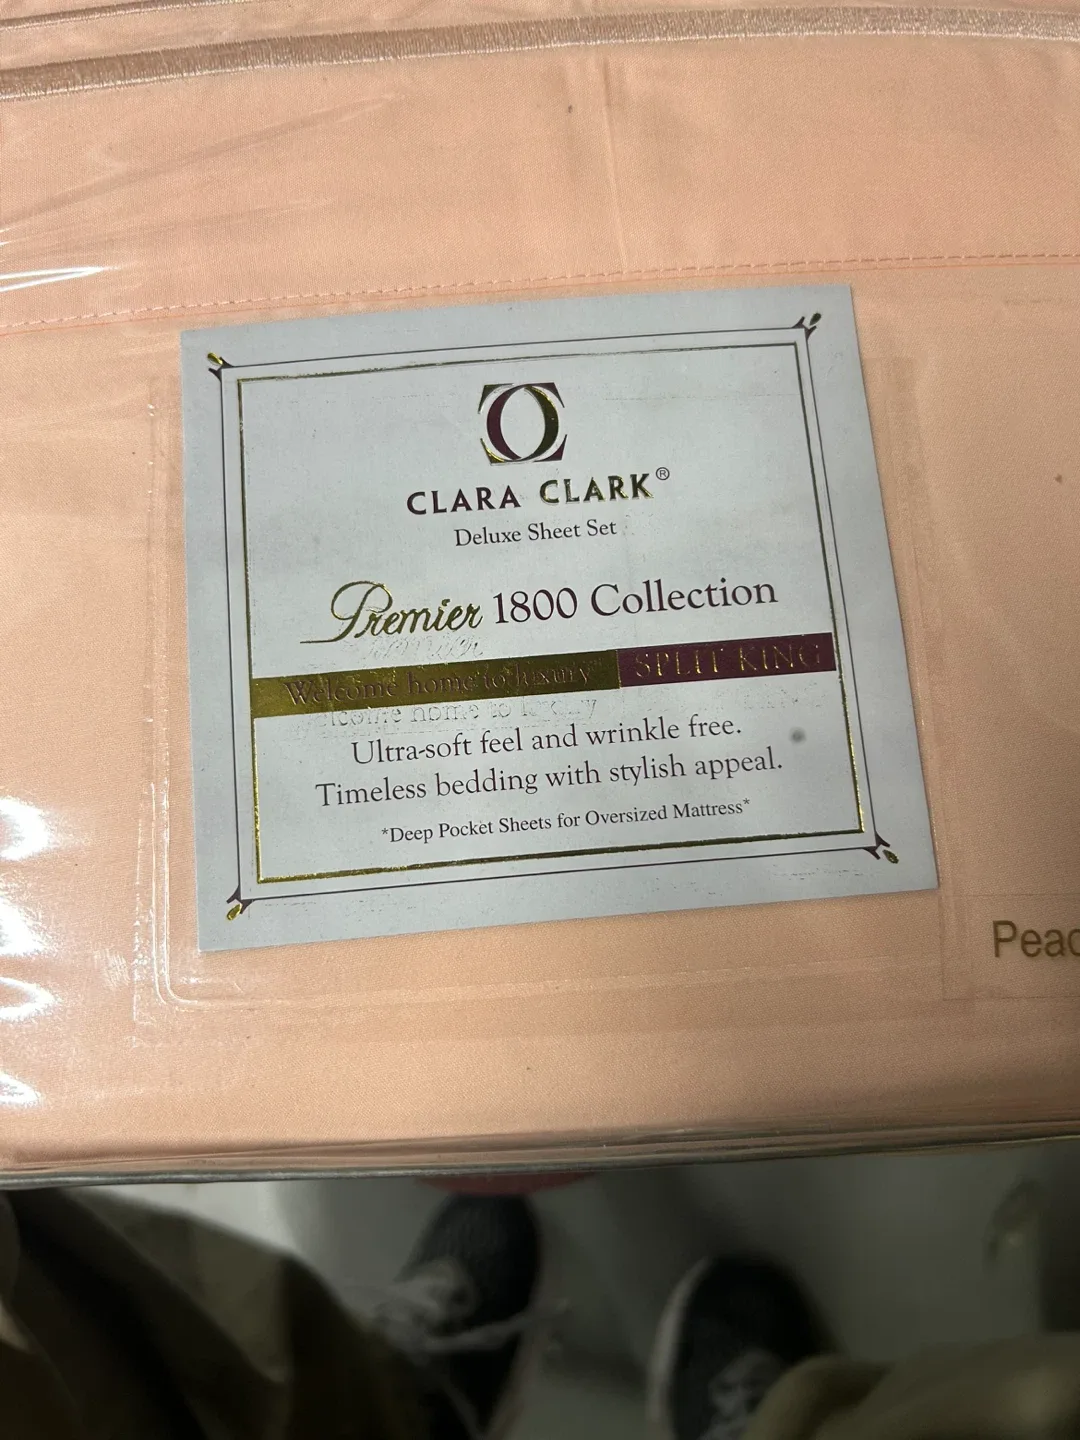 CLARA CLARK®
Deluxe Sheet Set
Premier 1800 Collection
Welcome home to luxury SPLIT KING
Ultra-soft feel and wrinkle free.
Timeless bedding with stylish appeal.
*Deep Pocket Sheets for Oversized Mattress*
Peac